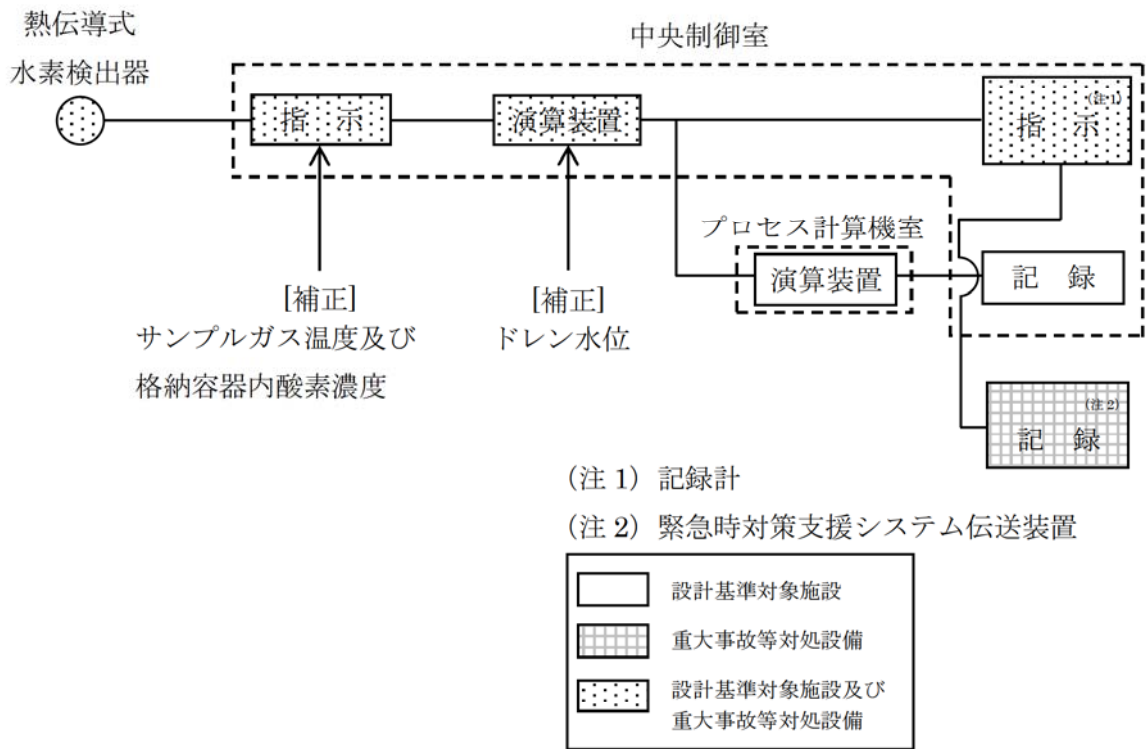 熱伝導式
水素検出器
中央制御室
指　示
演算装置
(注1)
指　示
プロセス計算機室
演算装置
記　録
[補正]
サンプルガス温度及び
格納容器内酸素濃度
[補正]
ドレン水位
(注2)
記　録
(注 1) 記録計
(注 2) 緊急時対策支援システム伝送装置
設計基準対象施設
重大事故等対処設備
設計基準対象施設及び
重大事故等対処設備